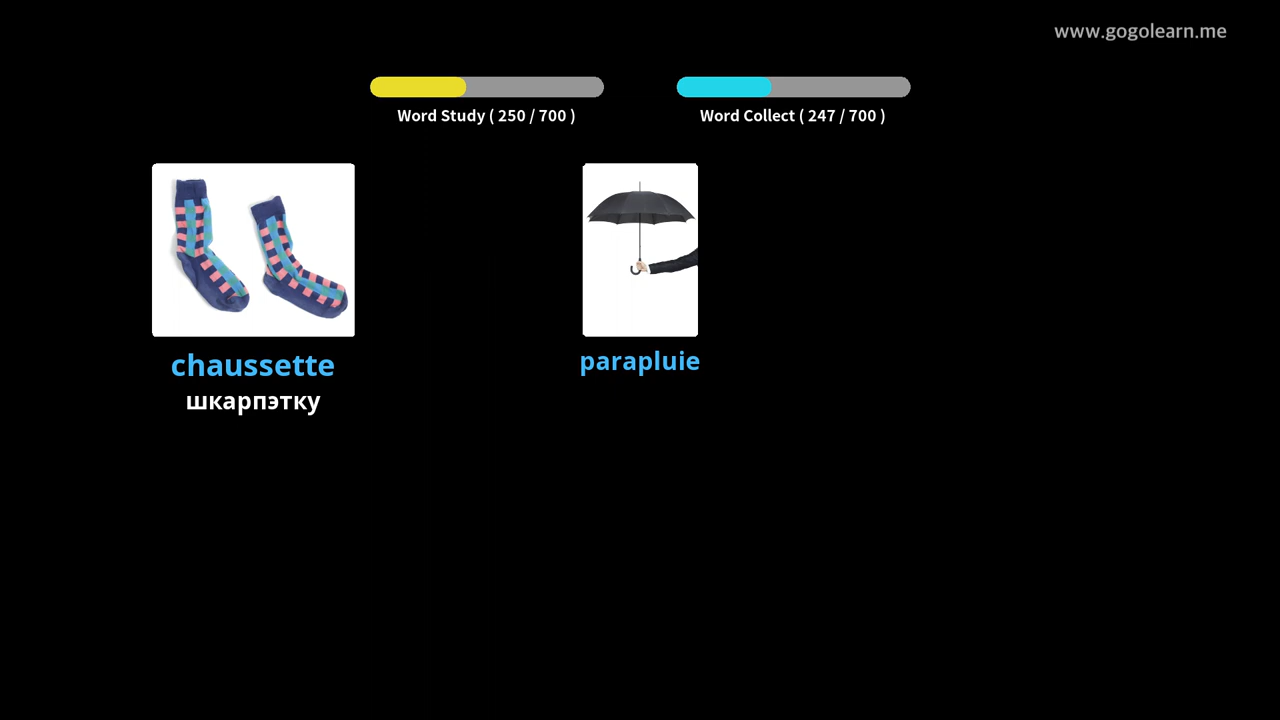 www.gogolearn.me
Word Study ( 250 / 700 )
Word Collect ( 247 / 700 )
chaussette
шкарпэтку
parapluie